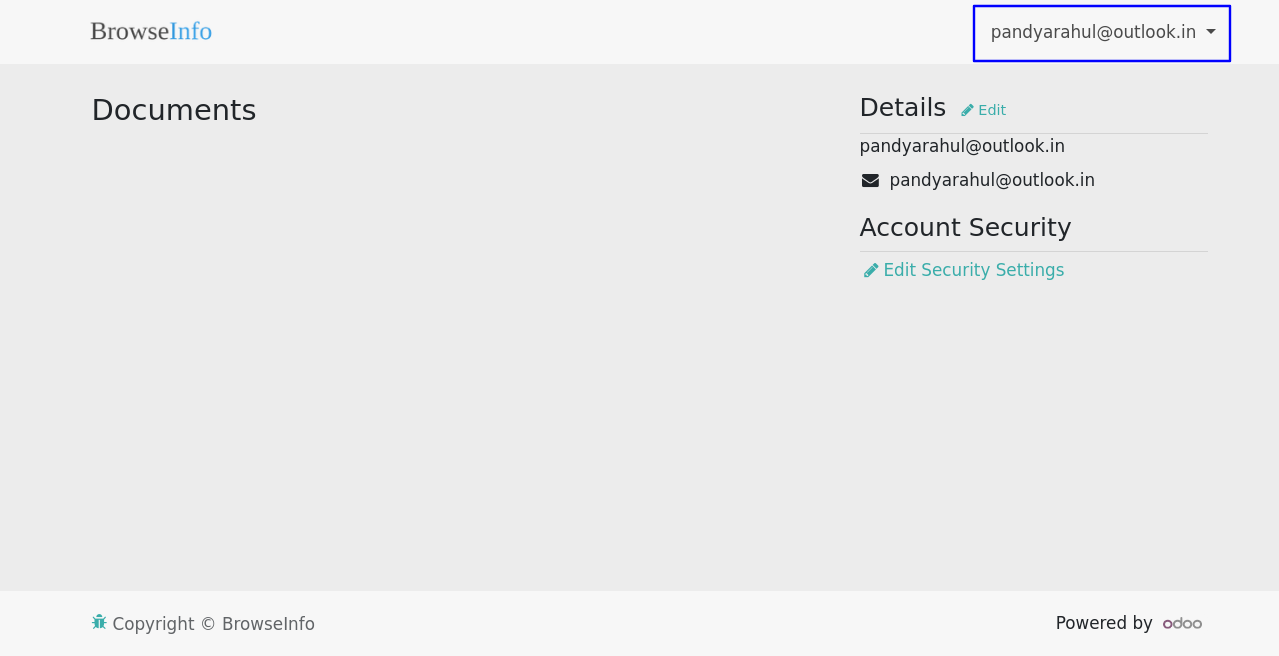 BrowseInfo
pandyarahul@outlook.in
Documents
Details Edit
pandyarahul@outlook.in
pandyarahul@outlook.in
Account Security
Edit Security Settings
Copyright © BrowseInfo
Powered by odoo